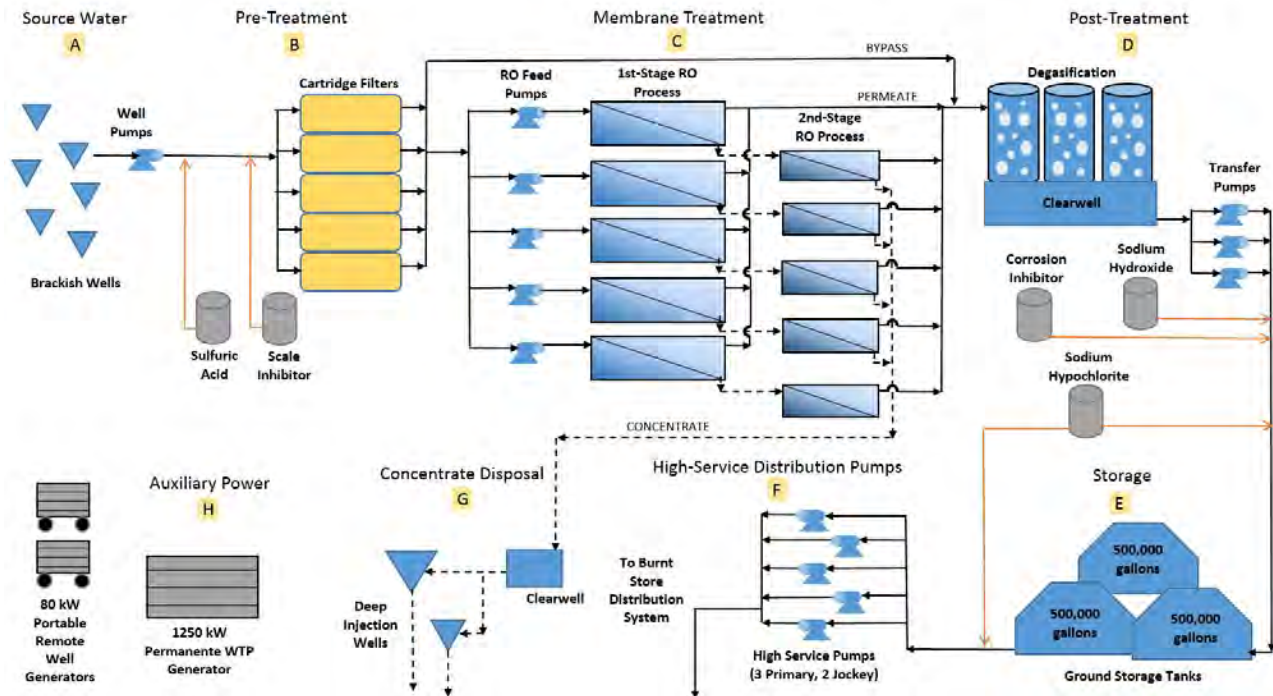 Source Water
A
Pre-Treatment
B
Membrane Treatment
C
Post-Treatment
D
BYPASS
Cartridge Filters
RO Feed
Pumps
1st-Stage RO
Process
PERMEATE
Degasification
Well
Pumps
2nd-Stage
RO Process
Transfer
Pumps
Clearwell
Brackish Wells
Corrosion
Inhibitor
Sodium
Hydroxide
Sulfuric
Acid
Scale
Inhibitor
Sodium
Hypochlorite
CONCENTRATE
Auxiliary Power
H
Concentrate Disposal
G
High-Service Distribution Pumps
F
Storage
E
500,000
gallons
500,000
gallons
500,000
gallons
To Burnt
Store
Distribution
System
Clearwell
Deep
Injection
Wells
80 kW
Portable
Remote
Well
Generators
1250 kW
Permanente WTP
Generator
High Service Pumps
(3 Primary, 2 Jockey)
Ground Storage Tanks